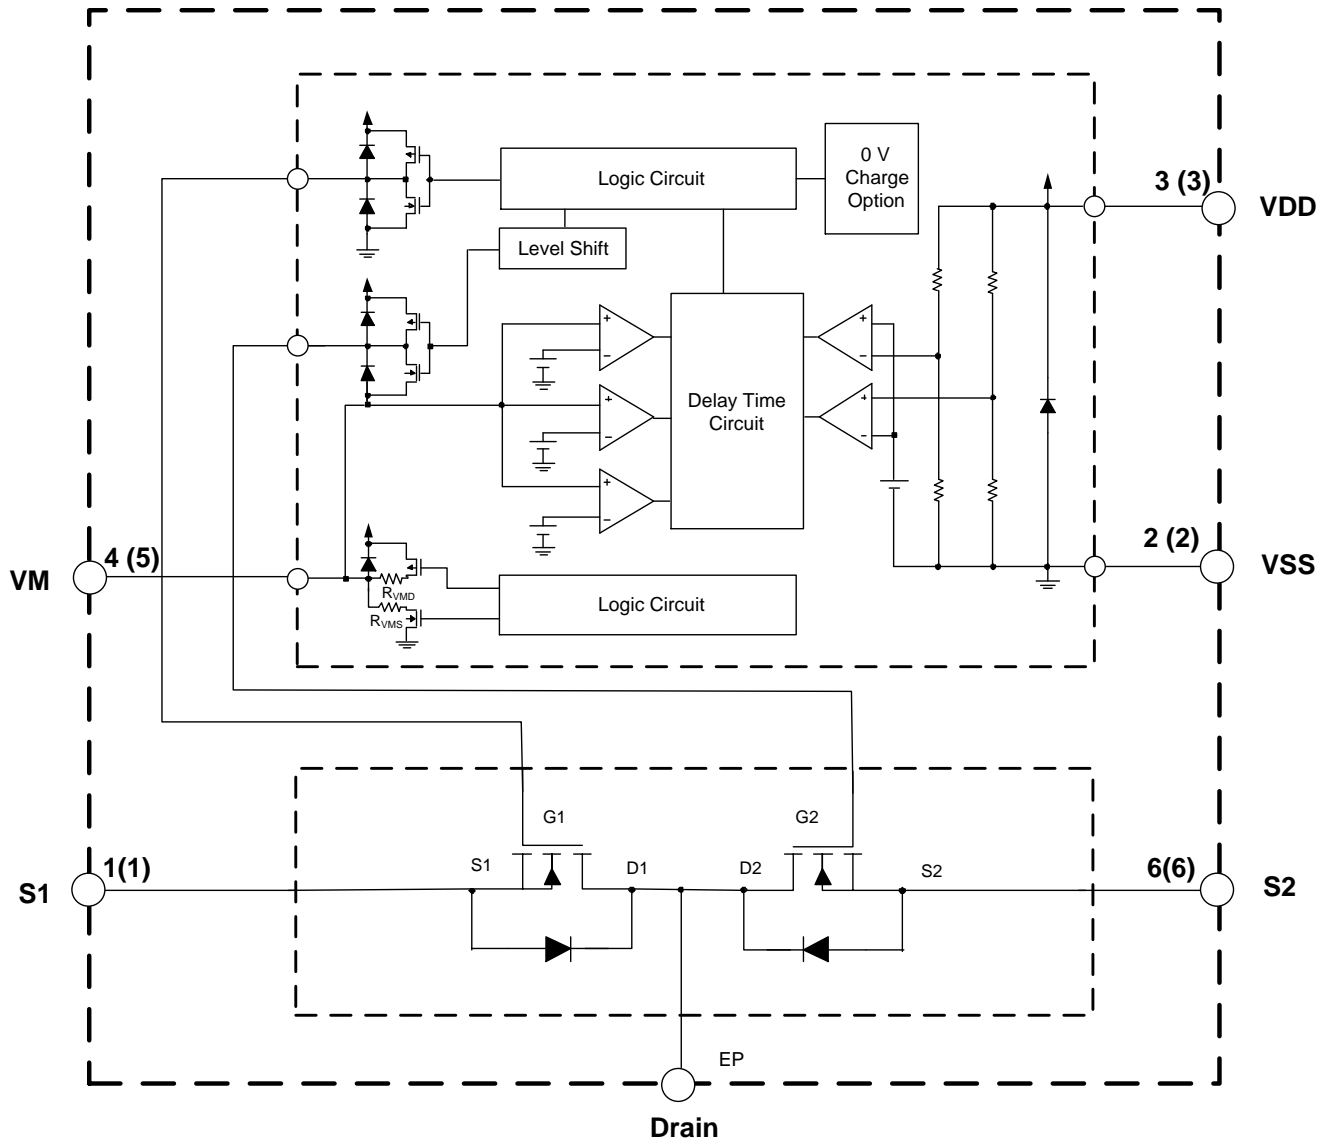 Logic Circuit
0 V
Charge
Option
3 (3)
VDD
Level Shift
+
−
+
−
Delay Time
Circuit
+
−
+
−
+
−
2 (2)
VSS
4 (5)
VM
RVMD
RVMS
Logic Circuit
G1
G2
S1
D1
D2
S2
1(1)
S1
6(6)
S2
EP
Drain